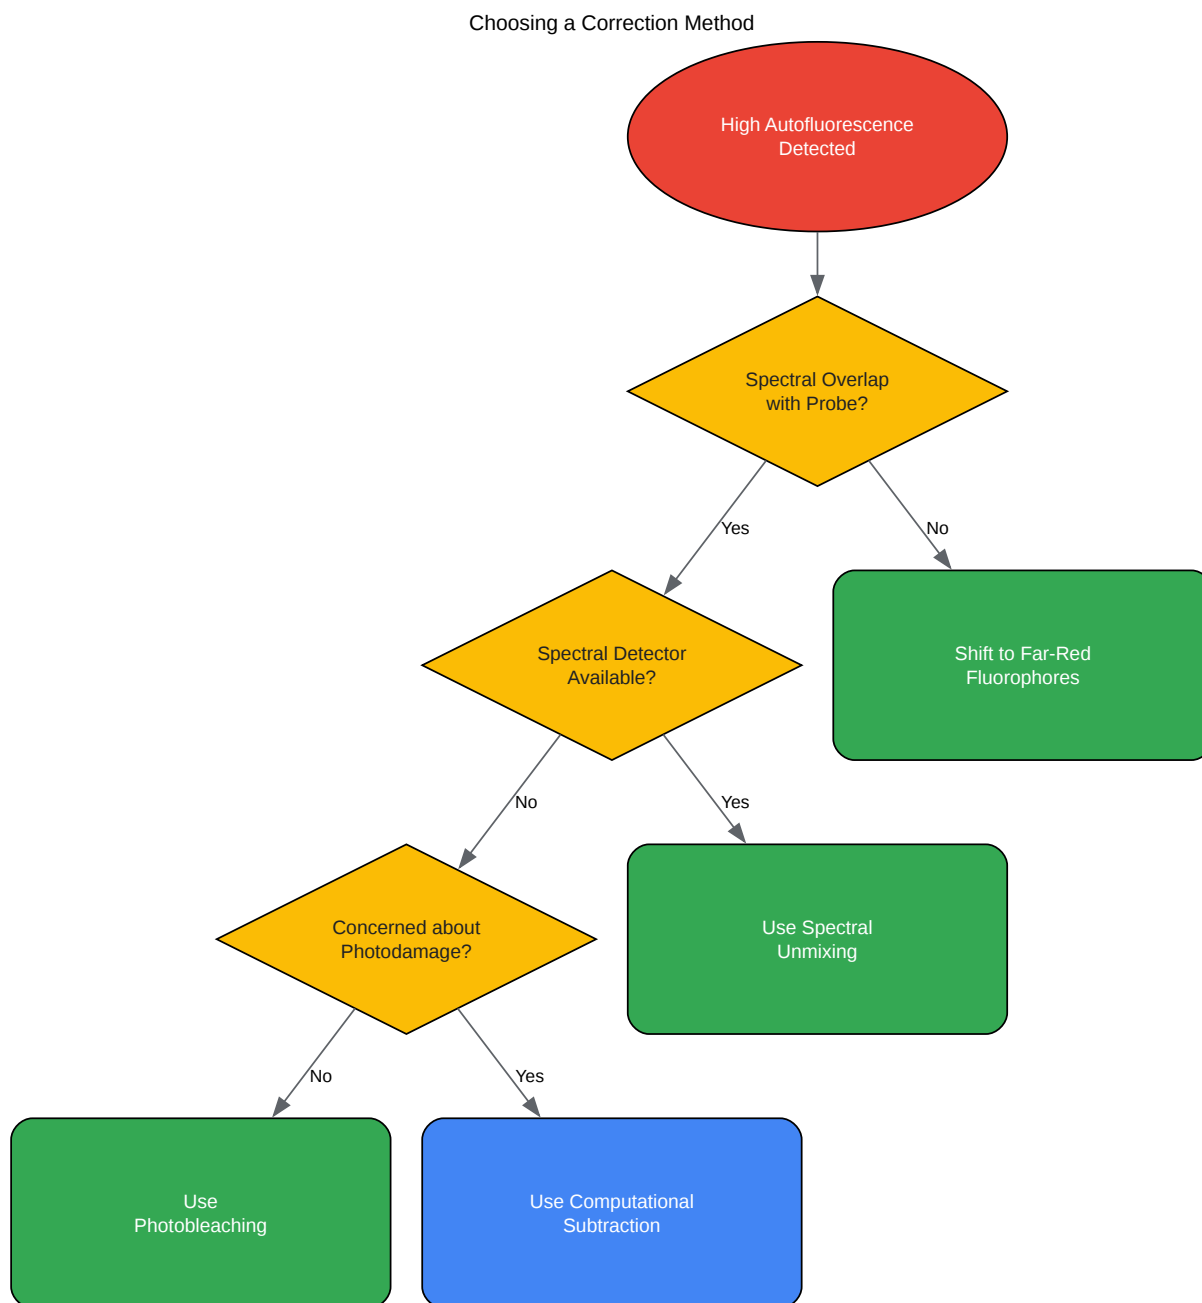 Choosing a Correction Method
High Autofluorescence
Detected
Spectral Overlap
with Probe?
Yes
No
Spectral Detector
Available?
Shift to Far-Red
Fluorophores
No
Yes
Concerned about
Photodamage?
Use Spectral
Unmixing
No
Yes
Use
Photobleaching
Use Computational
Subtraction